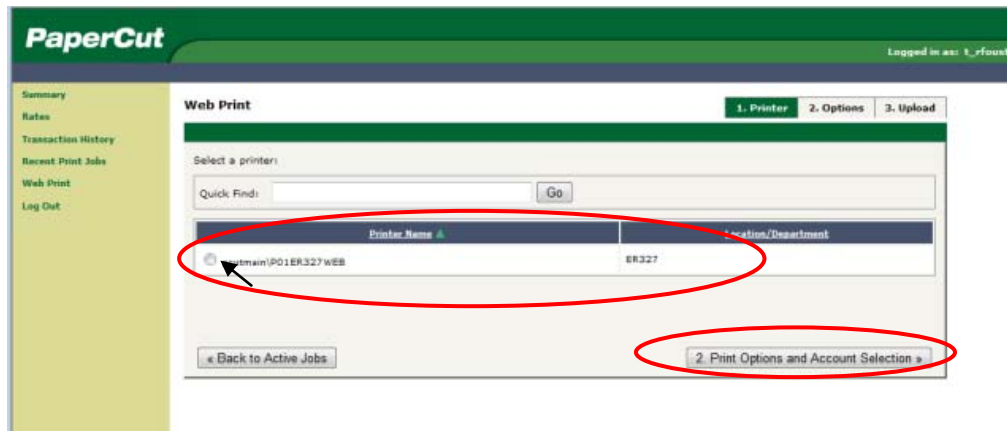 PaperCut
Logged in as: t_rfoust
Summary
Rates
Transaction History
Recent Print Jobs
Web Print
Log Out
Web Print
1. Printer
2. Options
3. Upload
Select a printer:
Quick Find:
Go
Printer Name
Location/Department
ER327
« Back to Active Jobs
2. Print Options and Account Selection »